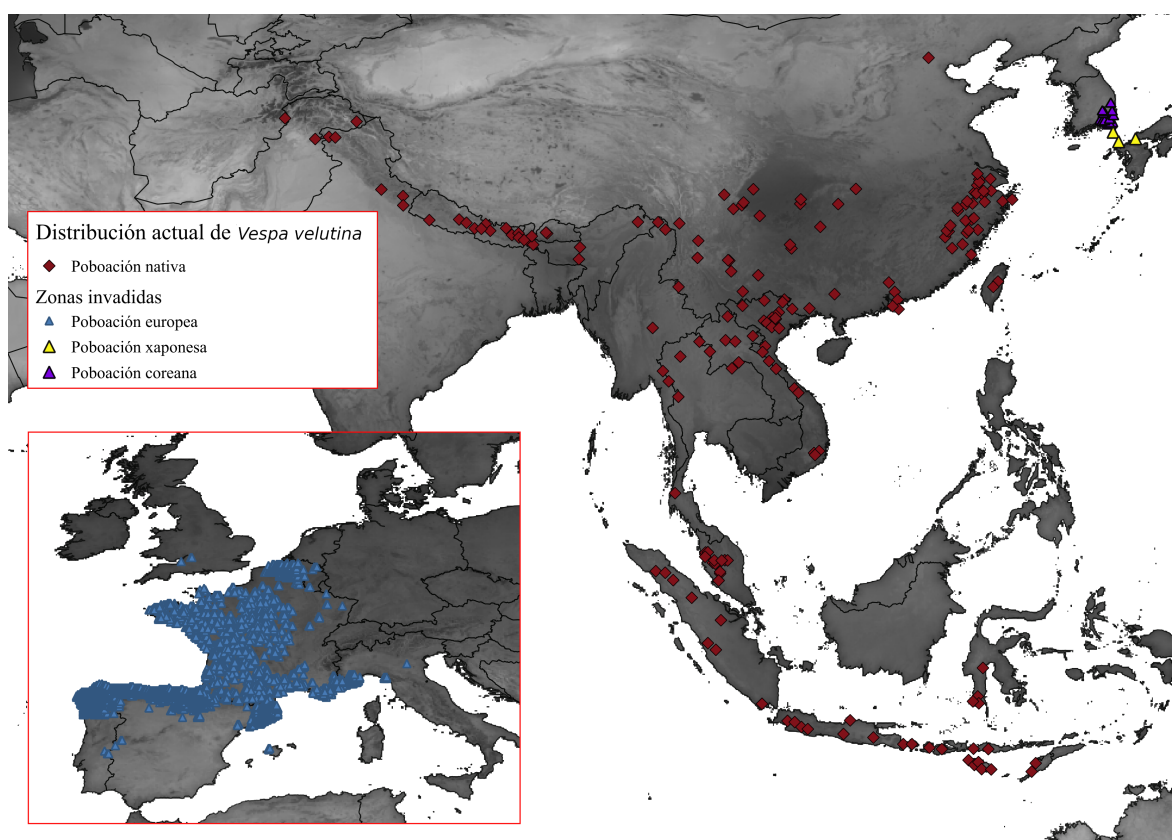 Distribución actual de Vespa velutina
Poboación nativa
Zonas invadidas
Poboación europea
Poboación xaponesa
Poboación coreana